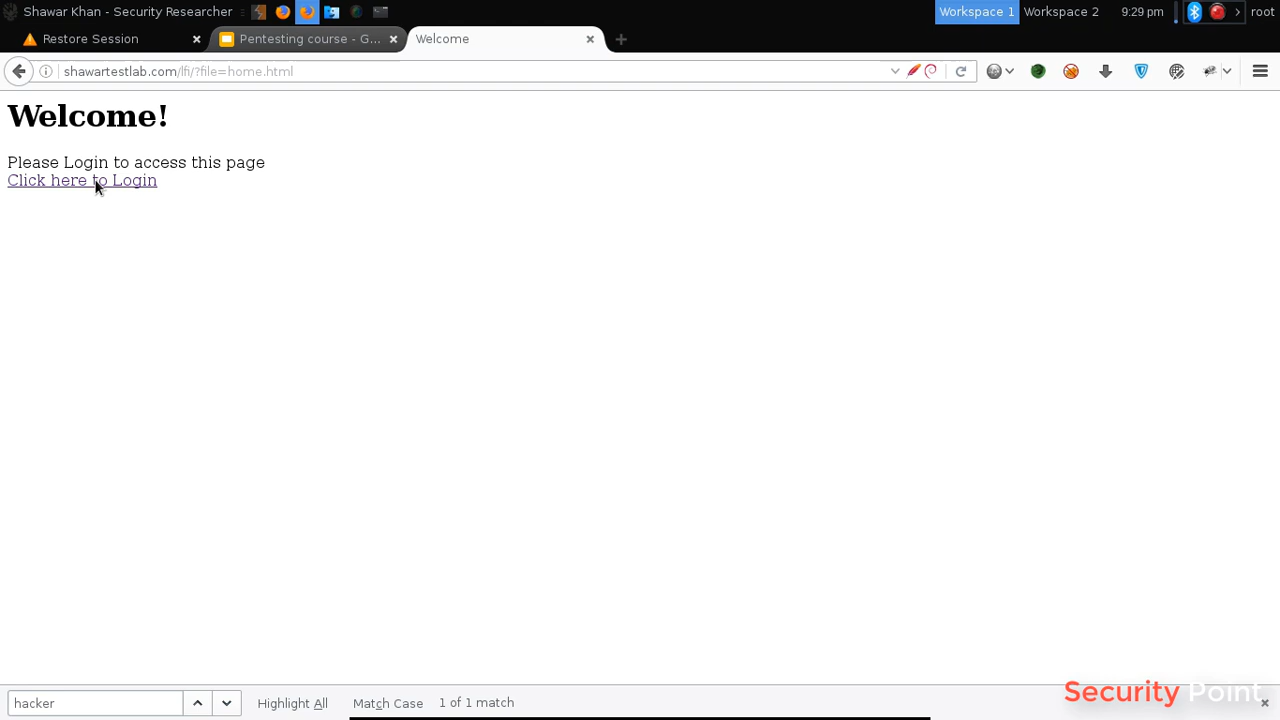 Shawar Khan - Security Researcher
Workspace 1
Workspace 2
9:29 pm
root
Restore Session
Pentesting course - G...
Welcome
shawartestlab.com/lfi/?file=home.html
Welcome!
Please Login to access this page
Click here to Login
hacker
Highlight All
Match Case
1 of 1 match
Security Point